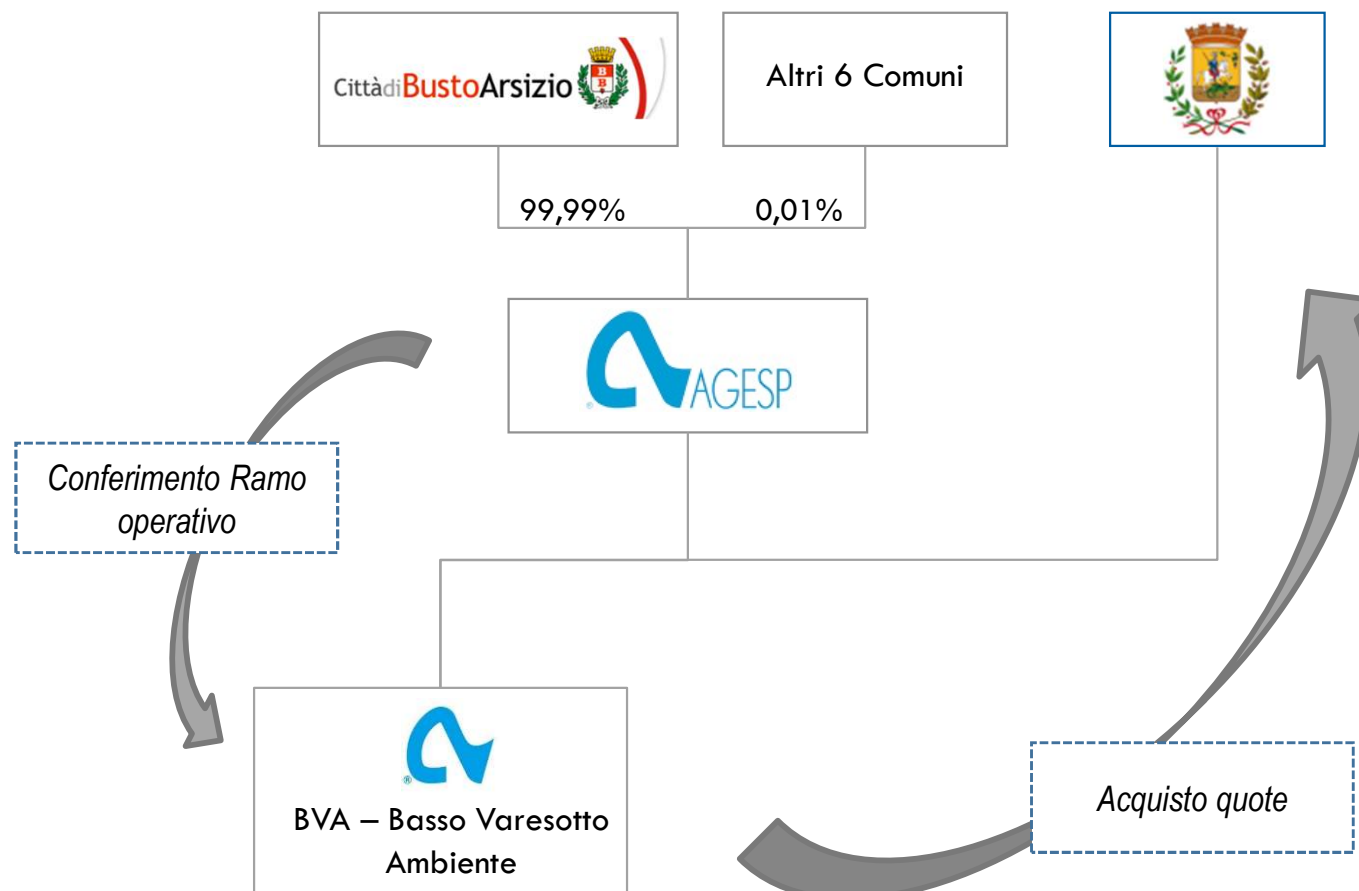 CittàdiBustoArsizio
B
B
Altri 6 Comuni
99,99%
0,01%
® AGESP
Conferimento Ramo
operativo
®
BVA – Basso Varesotto
Ambiente
Acquisto quote